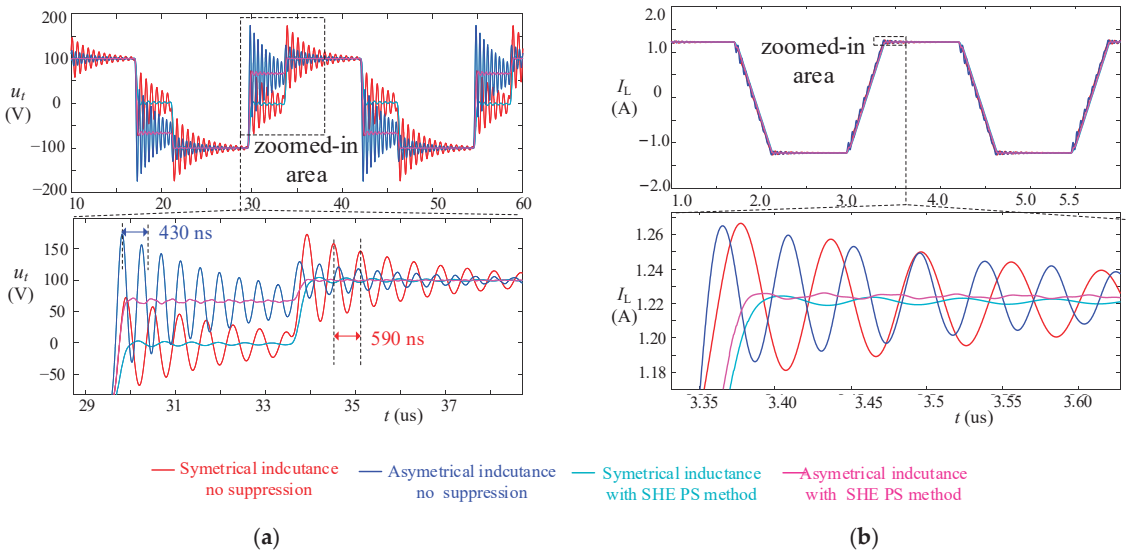 200
100
u_t
0
(V)
−100
−200
10 20 30 40 50 60
zoomed-in
area
430 ns
150
100
u_t
(V)
50
0
−50
590 ns
29 31 33 35 37
t (us)
2.0
1.0
I_L
0
(A)
−1.0
−2.0
1.0 2.0 3.0 4.0 5.0 5.5
zoomed-in
area
1.26
1.24
I_L
1.22
(A)
1.20
1.18
3.35 3.40 3.45 3.5 3.55 3.60
t (us)
Symetrical indcutance
no suppression
Asymetrical indcutance
no suppression
Symetrical inductance
with SHE PS method
Asymetrical indcutance
with SHE PS method
(a)
(b)